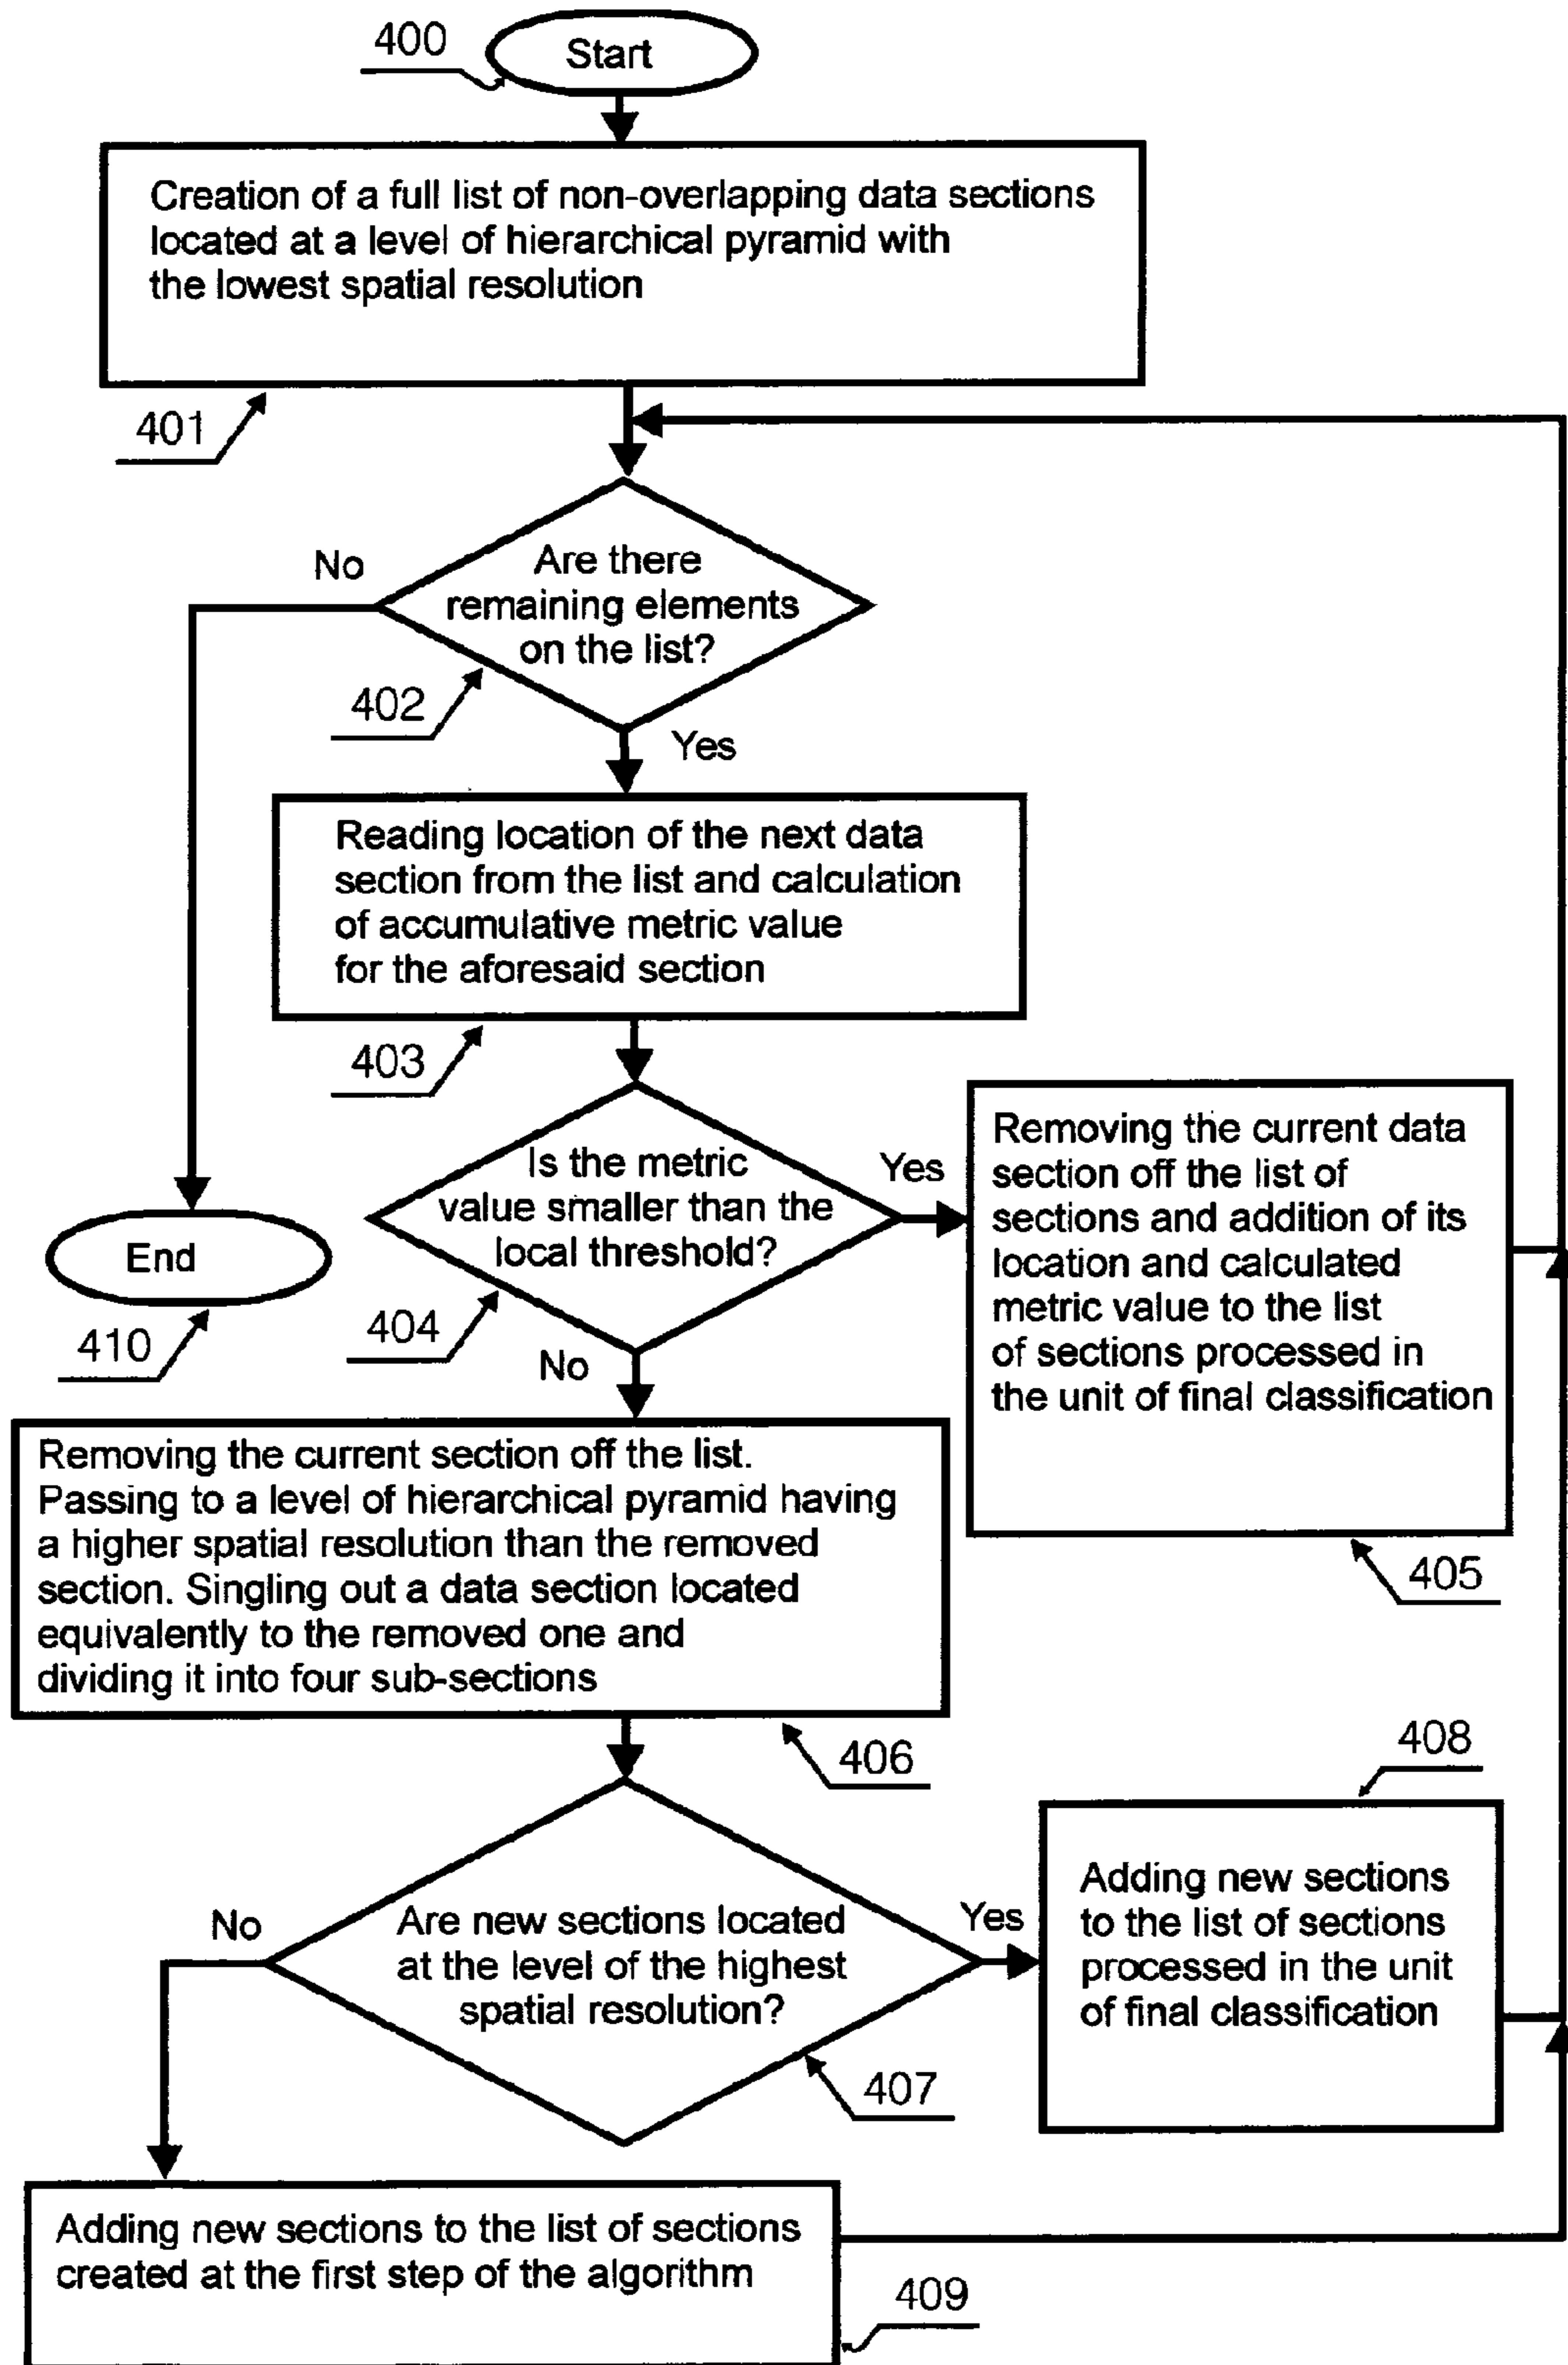 400
Start
Creation of a full list of non-overlapping data sections
located at a level of hierarchical pyramid with
the lowest spatial resolution
401
No
Are there
remaining elements
on the list?
402
Yes
Reading location of the next data
section from the list and calculation
of accumulative metric value
for the aforesaid section
403
Is the metric
value smaller than the
local threshold?
Yes
404
No
Removing the current data
section off the list of
sections and addition of its
location and calculated
metric value to the list
of sections processed in
the unit of final classification
405
End
410
Removing the current section off the list.
Passing to a level of hierarchical pyramid having
a higher spatial resolution than the removed
section. Singling out a data section located
equivalently to the removed one and
dividing it into four sub-sections
406
No
Are new sections located
at the level of the highest
spatial resolution?
Yes
407
408
Adding new sections
to the list of sections
processed in the unit
of final classification
Adding new sections to the list of sections
created at the first step of the algorithm
409